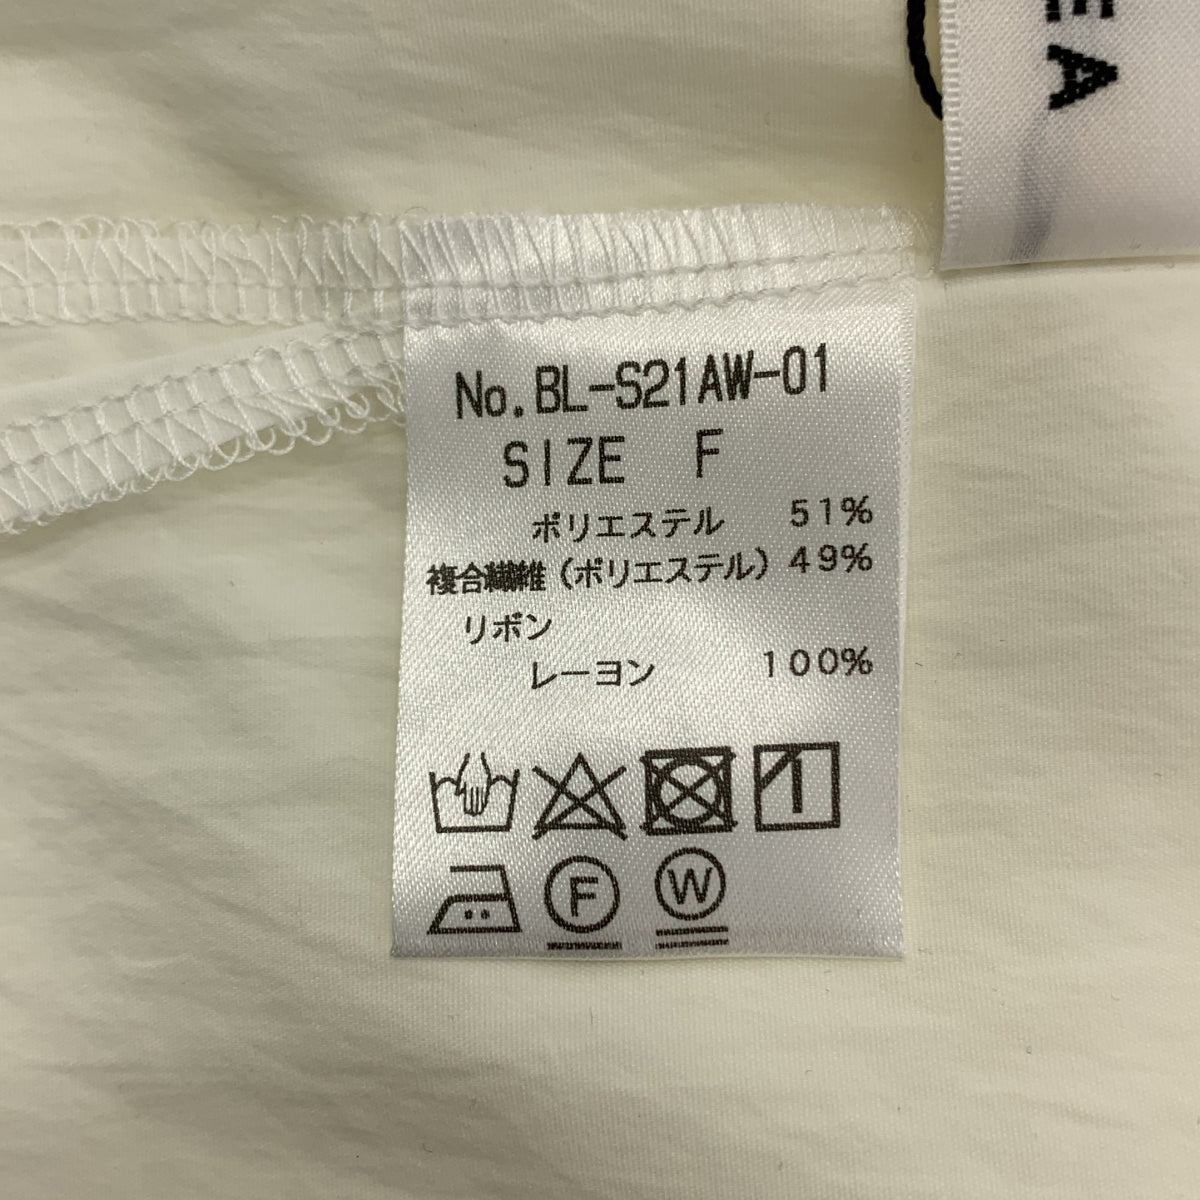 EA
No.BL-S21AW-01
SIZE F
ポリエステル 51%
複合繊維(ポリエステル) 49%
リボン
レーヨン 100%
F
W